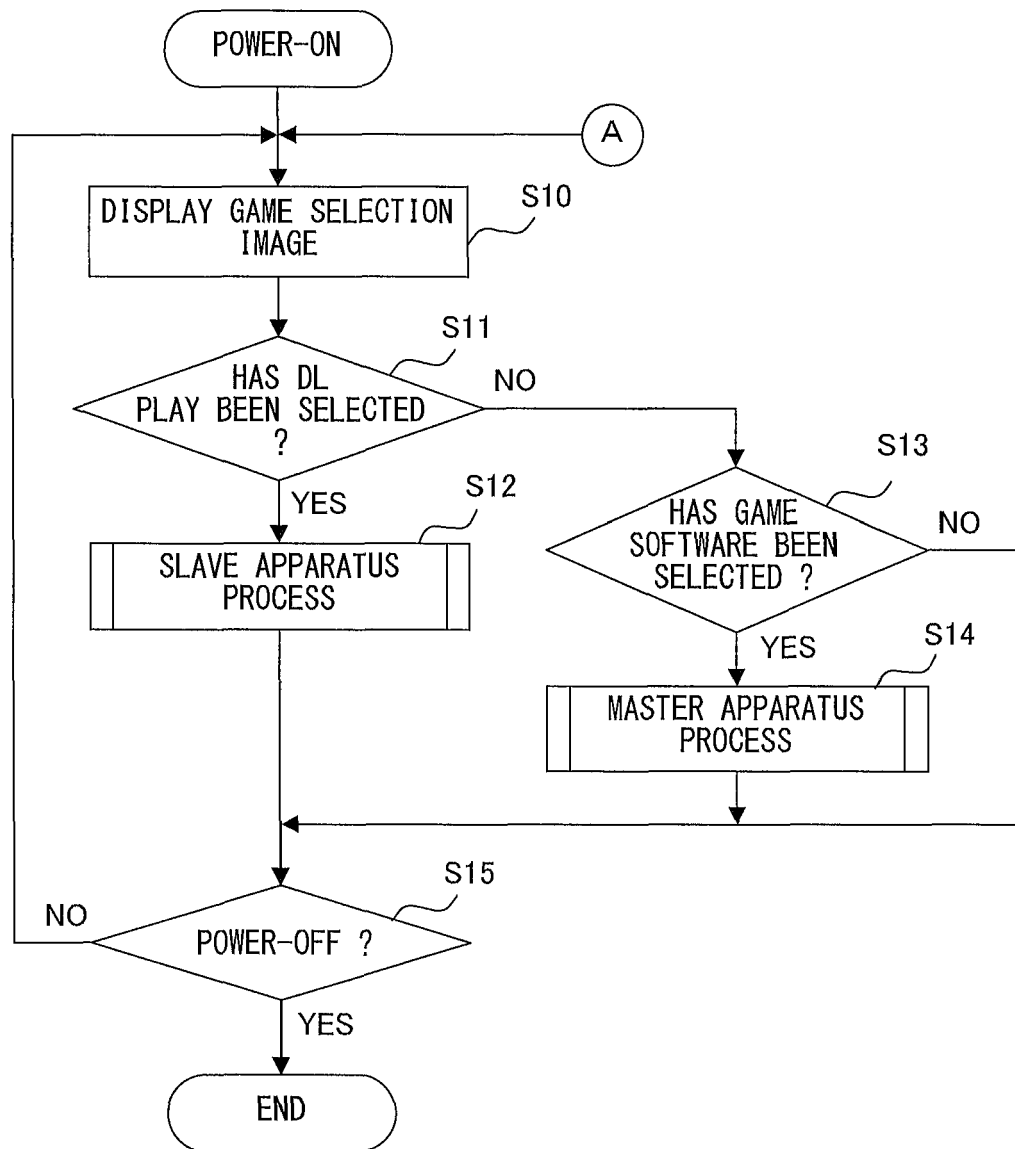 POWER-ON
A
DISPLAY GAME SELECTION
IMAGE
S10
S11
HAS DL
PLAY BEEN SELECTED
?
NO
YES
S12
SLAVE APPARATUS
PROCESS
S13
HAS GAME
SOFTWARE BEEN
SELECTED ?
NO
YES
S14
MASTER APPARATUS
PROCESS
S15
NO
POWER-OFF ?
YES
END